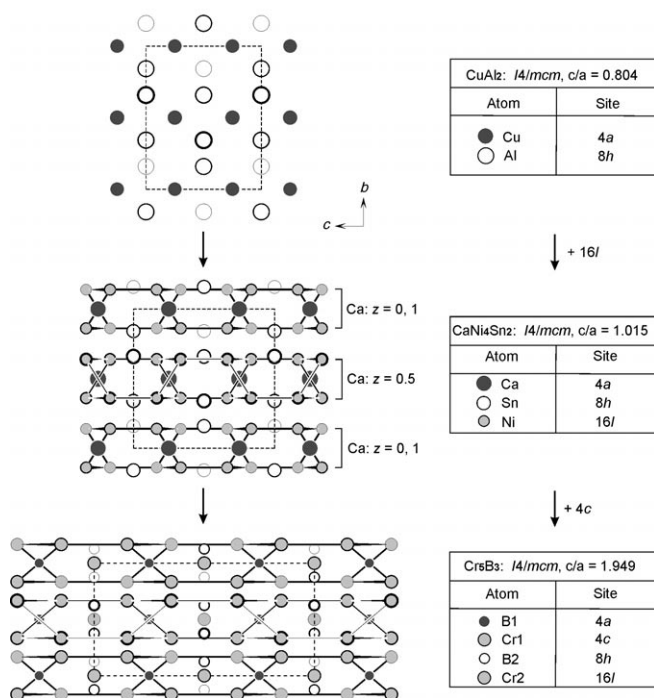 CuAl2: I4/mcm, c/a = 0.804
Atom Site
Cu 4a
Al 8h
b
c
+ 16l
Ca: z = 0, 1
Ca: z = 0.5
Ca: z = 0, 1
CaNi4Sn2: I4/mcm, c/a = 1.015
Atom Site
Ca 4a
Sn 8h
Ni 16l
+ 4c
Cr5B3: I4/mcm, c/a = 1.949
Atom Site
B1 4a
Cr1 4c
B2 8h
Cr2 16l